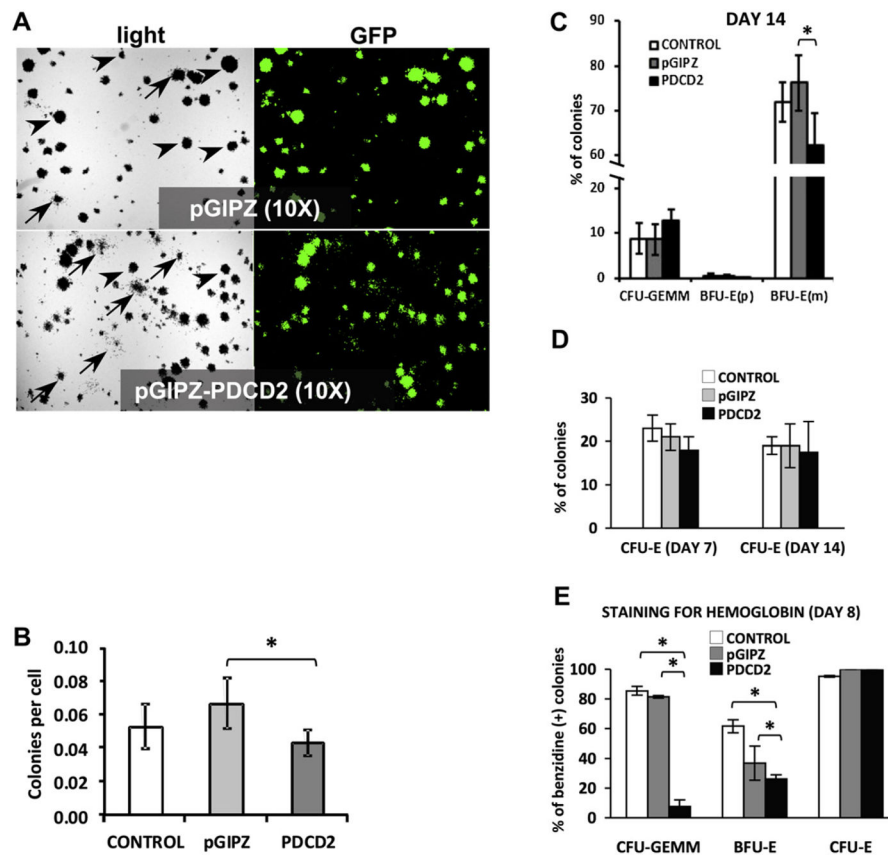 A
light
GFP
pGIPZ (10X)
pGIPZ-PDCD2 (10X)
B
*
Colonies per cell
0.10
0.08
0.06
0.04
0.02
0.00
CONTROL pGIPZ PDCD2
C
DAY 14
CONTROL
pGIPZ
PDCD2
*
% of colonies
90
80
70
60
20
10
0
CFU-GEMM BFU-E(p) BFU-E(m)
D
CONTROL
pGIPZ
PDCD2
% of colonies
40
30
20
10
0
CFU-E (DAY 7) CFU-E (DAY 14)
E
STAINING FOR HEMOGLOBIN (DAY 8)
CONTROL
pGIPZ
PDCD2
*
*
*
*
% of benzidine (+) colonies
100
80
60
40
20
0
CFU-GEMM BFU-E CFU-E